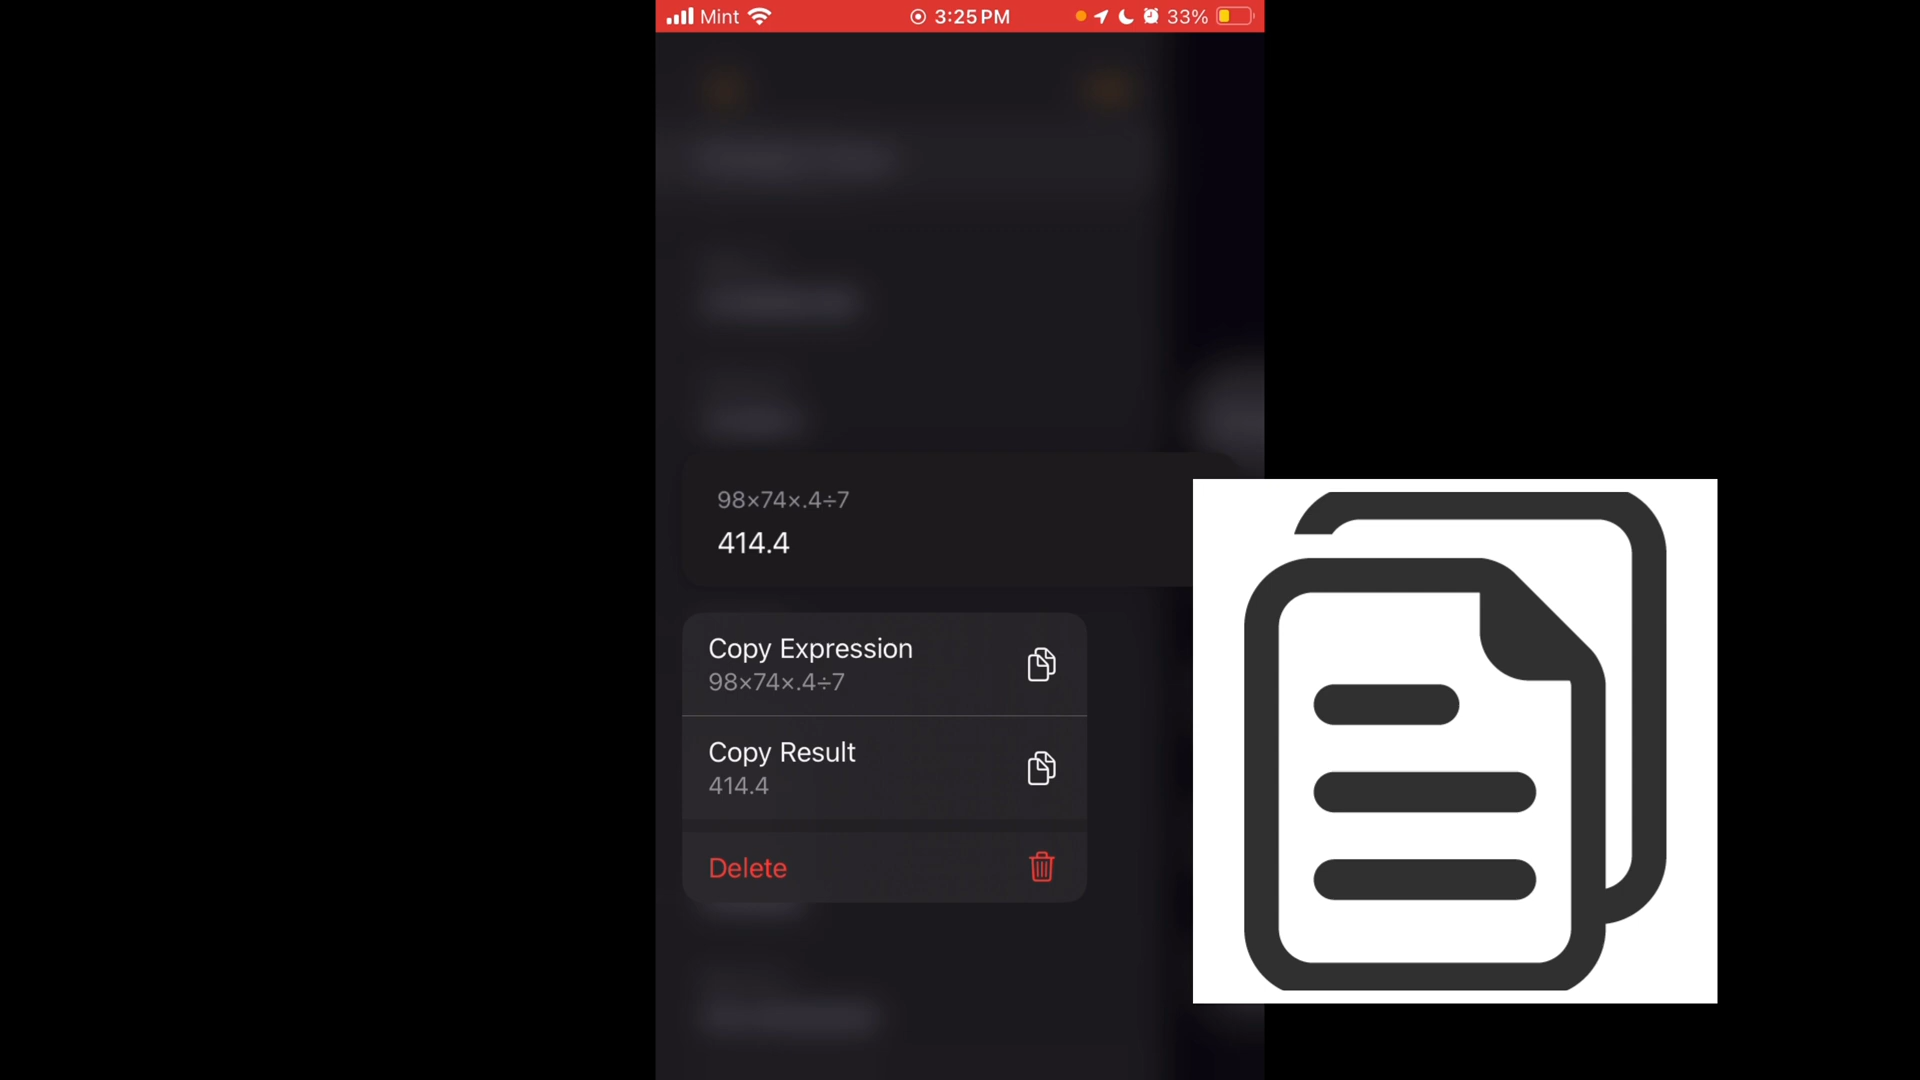 Mint 3:25 PM 33%
98×74×.4÷7
414.4
Copy Expression
98×74×.4÷7
Copy Result
414.4
Delete